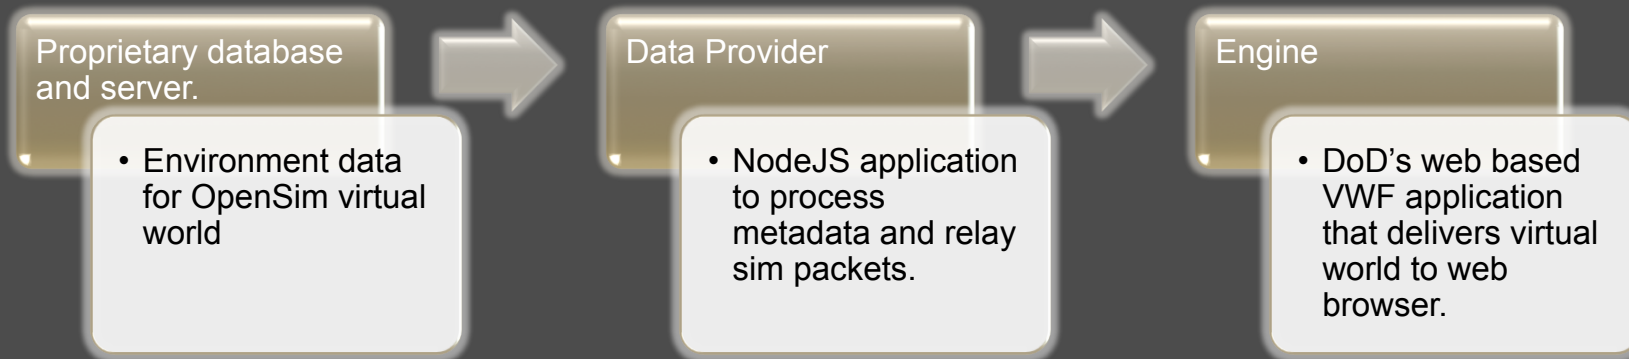 Proprietary database
and server.
• Environment data
for OpenSim virtual
world
Data Provider
• NodeJS application
to process
metadata and relay
sim packets.
Engine
• DoD’s web based
VWF application
that delivers virtual
world to web
browser.